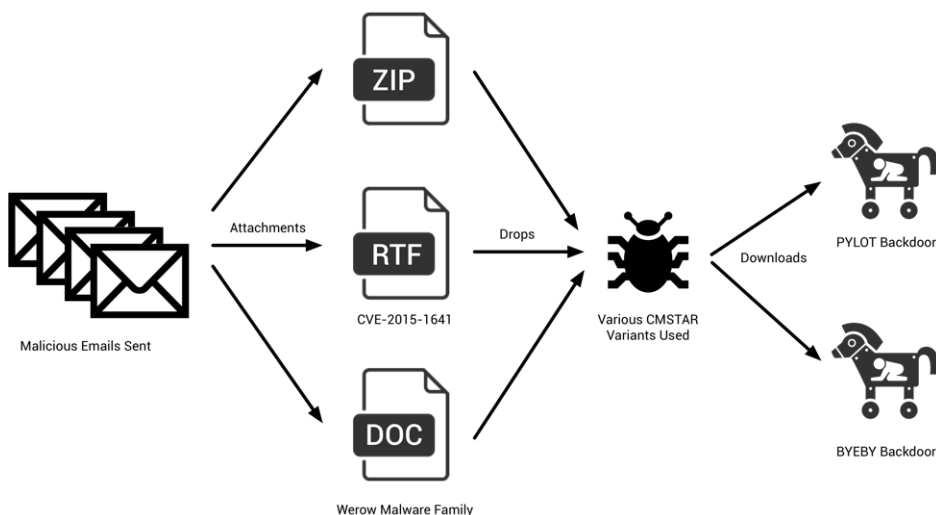 ZIP
Attachments
RTF
CVE-2015-1641
Drops
Downloads
PYLOT Backdoor
Malicious Emails Sent
Various CMSTAR
Variants Used
DOC
Werow Malware Family
BYEBY Backdoor